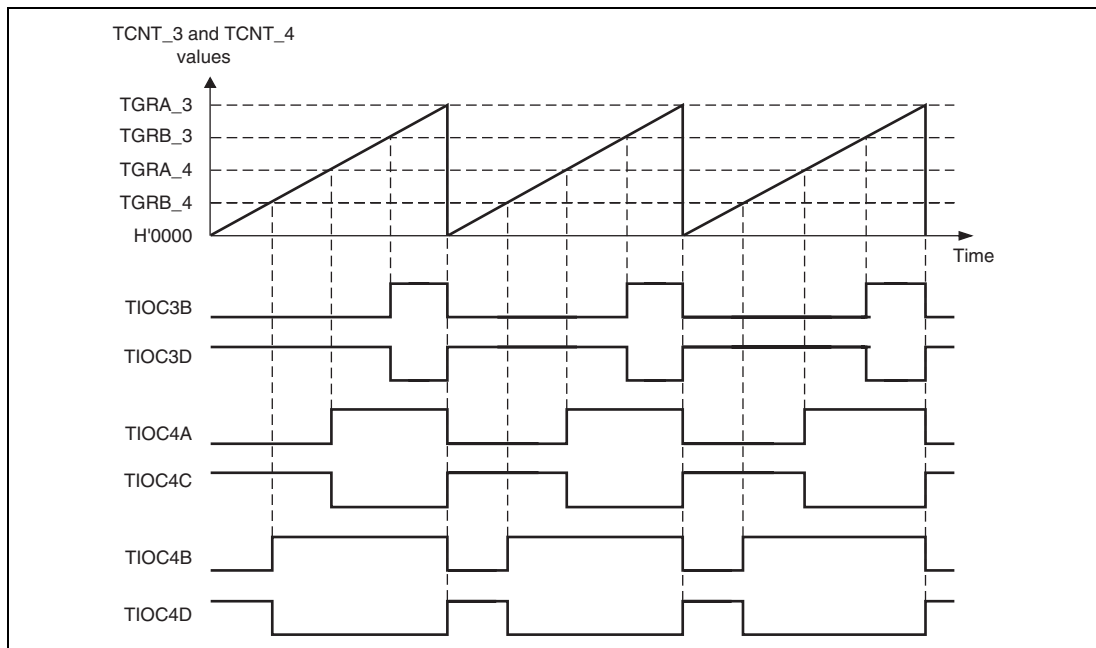 TCNT_3 and TCNT_4
values
TGRA_3
TGRB_3
TGRA_4
TGRB_4
H'0000
Time
TIOC3B
TIOC3D
TIOC4A
TIOC4C
TIOC4B
TIOC4D